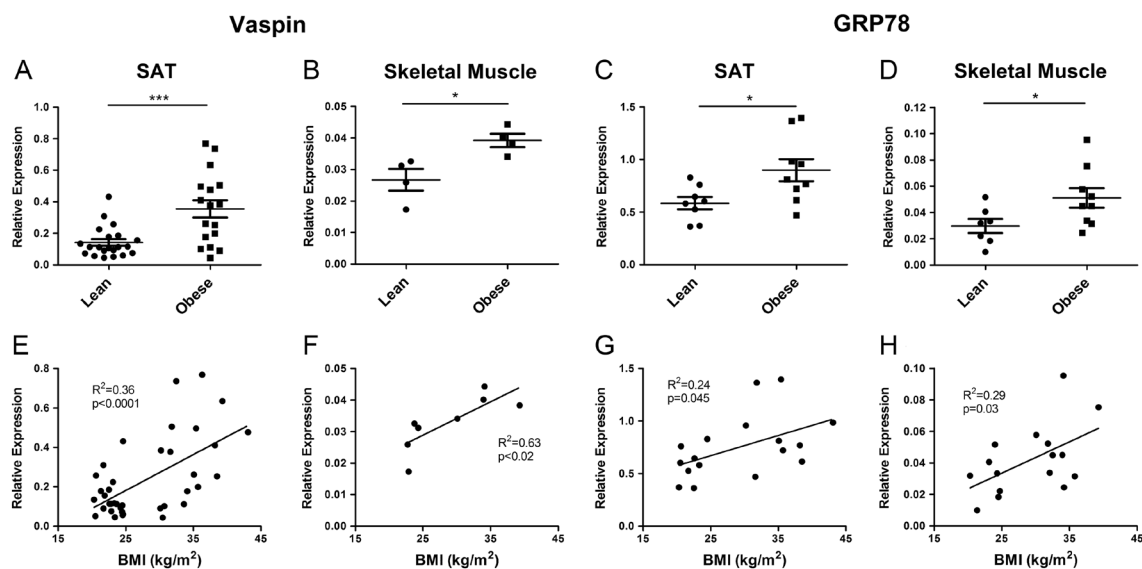 Vaspin
GRP78
A
SAT
Relative Expression
1.0
0.8
0.6
0.4
0.2
0.0
***
Lean
Obese
B
Skeletal Muscle
Relative Expression
0.05
0.04
0.03
0.02
0.01
0.00
*
Lean
Obese
C
SAT
Relative Expression
1.5
1.0
0.5
0.0
*
Lean
Obese
D
Skeletal Muscle
Relative Expression
0.12
0.10
0.08
0.06
0.04
0.02
0.00
*
Lean
Obese
E
Relative Expression
0.8
0.6
0.4
0.2
0.0
R²=0.36
p<0.0001
15
25
35
45
BMI (kg/m²)
F
Relative Expression
0.05
0.04
0.03
0.02
0.01
0.00
R²=0.63
p<0.02
15
25
35
45
BMI (kg/m²)
G
Relative Expression
1.5
1.0
0.5
0.0
R²=0.24
p=0.045
15
25
35
45
BMI (kg/m²)
H
Relative Expression
0.12
0.10
0.08
0.06
0.04
0.02
0.00
R²=0.29
p=0.03
15
25
35
45
BMI (kg/m²)